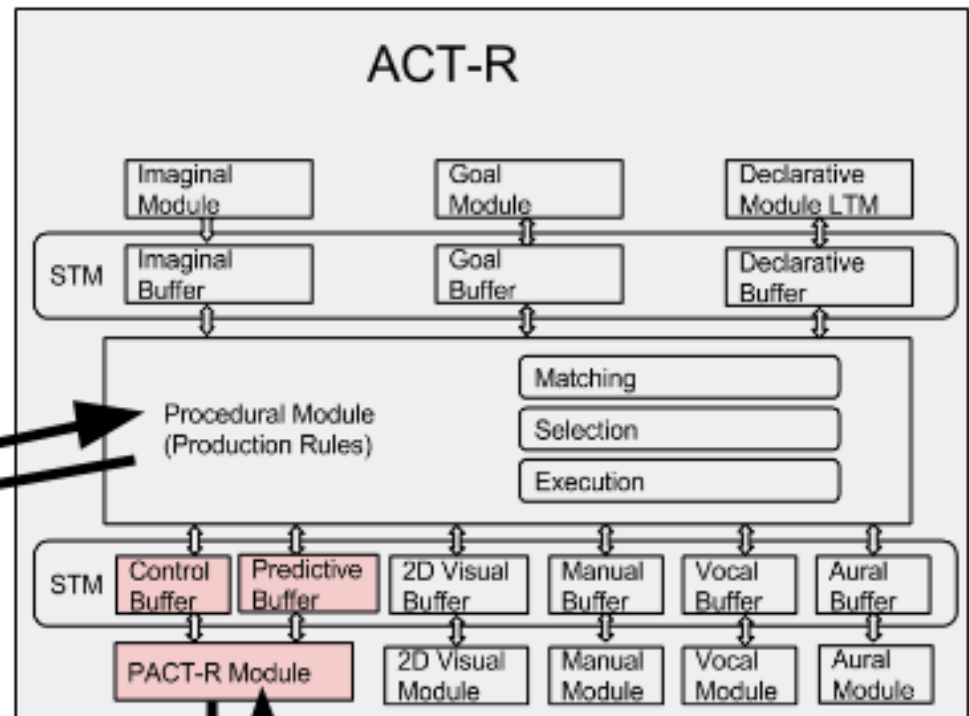 ACT-R
Imaginal
Module
Goal
Module
Declarative
Module LTM
STM
Imaginal
Buffer
Goal
Buffer
Declarative
Buffer
Procedural Module
(Production Rules)
Matching
Selection
Execution
STM
Control
Buffer
Predictive
Buffer
2D Visual
Buffer
Manual
Buffer
Vocal
Buffer
Aural
Buffer
PACT-R Module
2D Visual
Module
Manual
Module
Vocal
Module
Aural
Module